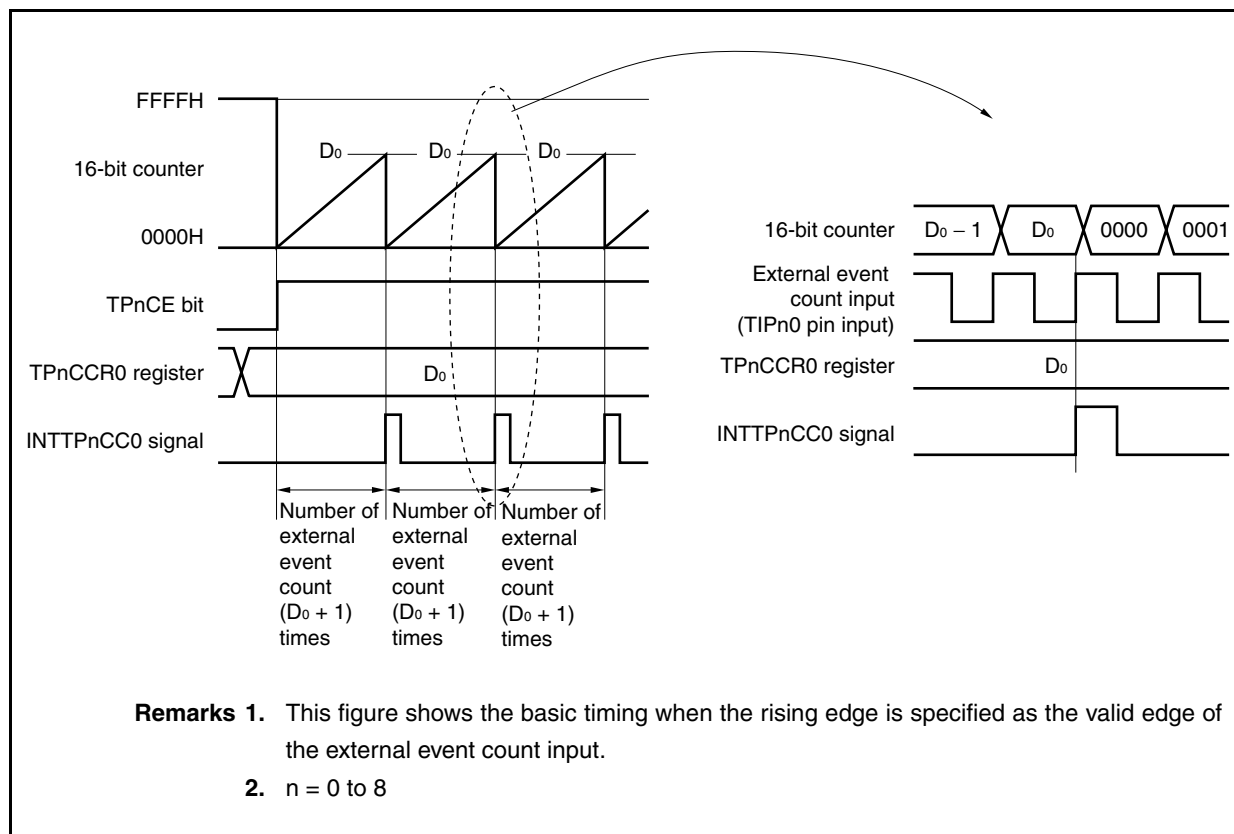 FFFFH
D0
D0
D0
16-bit counter
0000H
TPnCE bit
TPnCCR0 register
D0
INTTPnCC0 signal
Number of
external
event
count
(D0 + 1)
times
Number of
external
event
count
(D0 + 1)
times
Number of
external
event
count
(D0 + 1)
times
16-bit counter
D0 − 1
D0
0000
0001
External event
count input
(TIPn0 pin input)
TPnCCR0 register
D0
INTTPnCC0 signal
Remarks 1. This figure shows the basic timing when the rising edge is specified as the valid edge of
the external event count input.
2. n = 0 to 8